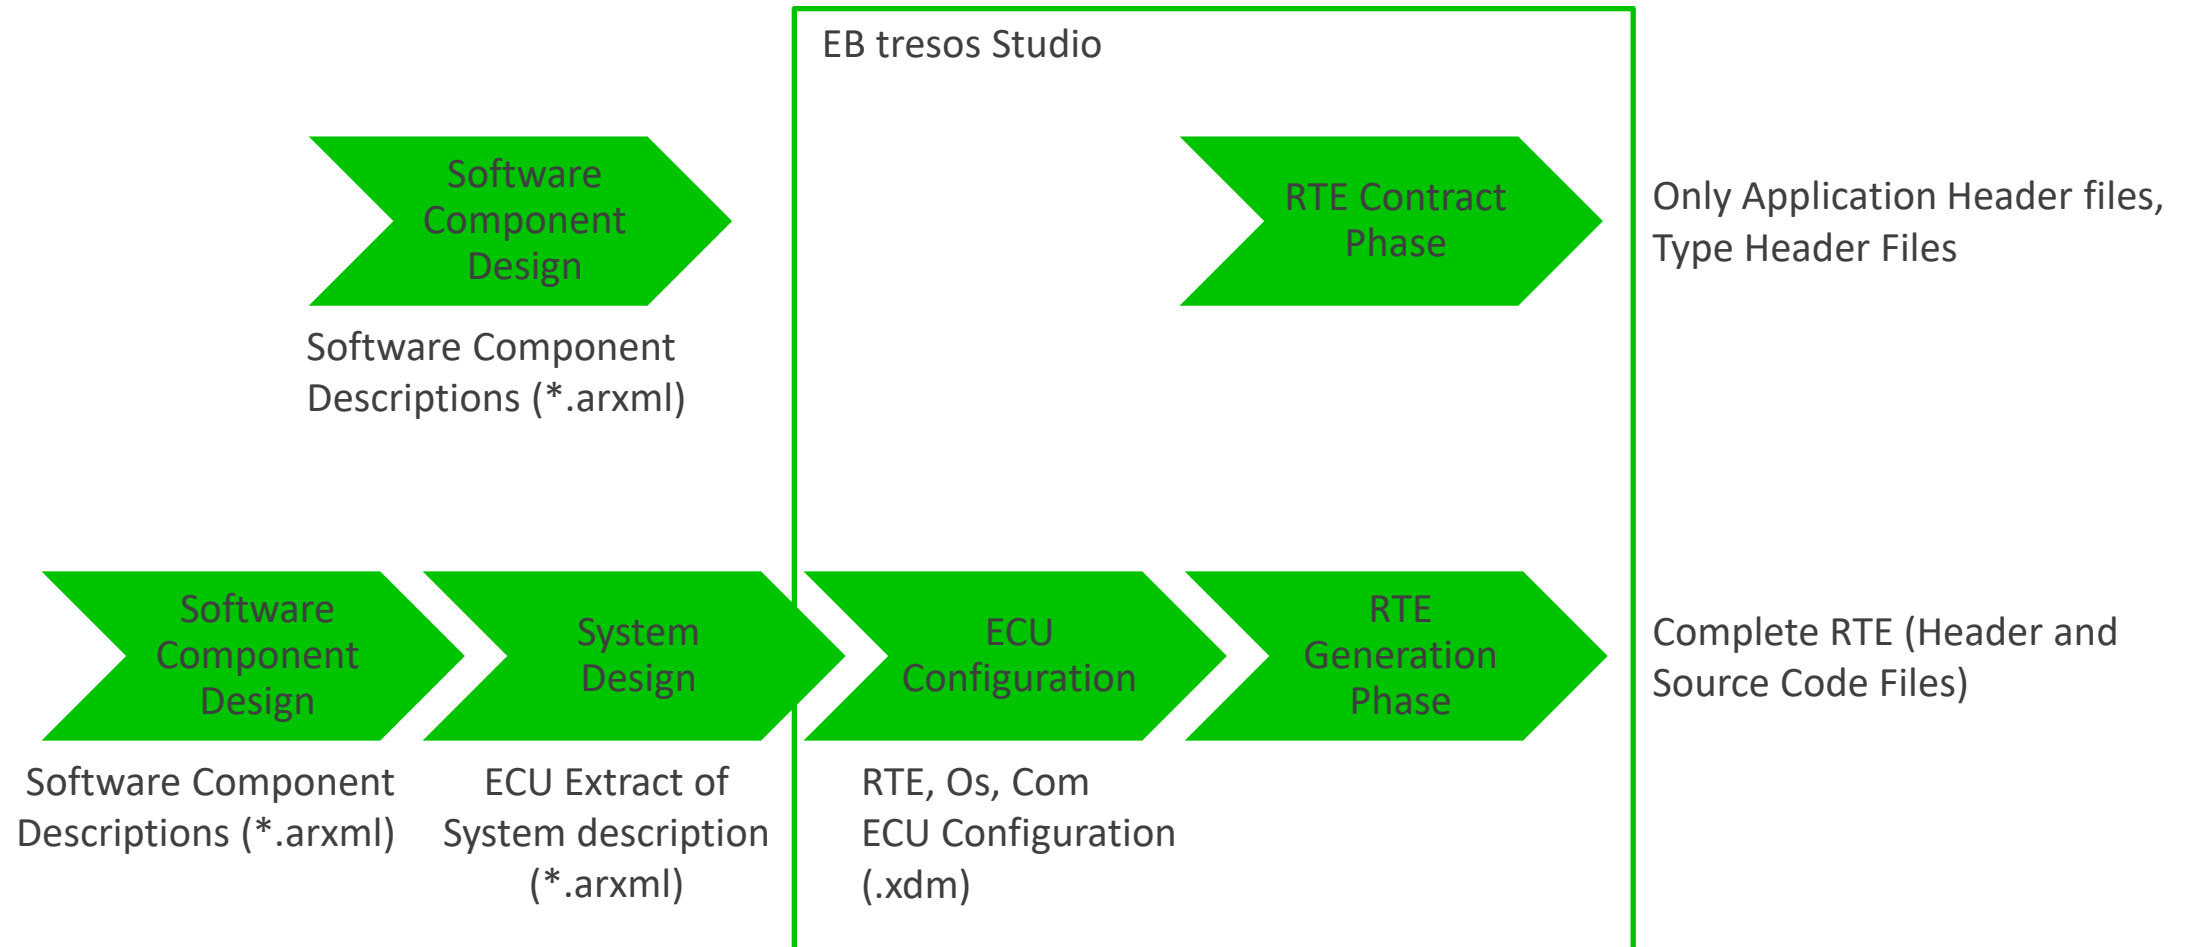 EB tresos Studio
Software
Component
Design
RTE Contract
Phase
Only Application Header files,
Type Header Files
Software Component
Descriptions (*.arxml)
Software
Component
Design
System
Design
ECU
Configuration
RTE
Generation
Phase
Complete RTE (Header and
Source Code Files)
Software Component
Descriptions (*.arxml)
ECU Extract of
System description
(*.arxml)
RTE, Os, Com
ECU Configuration
(.xdm)